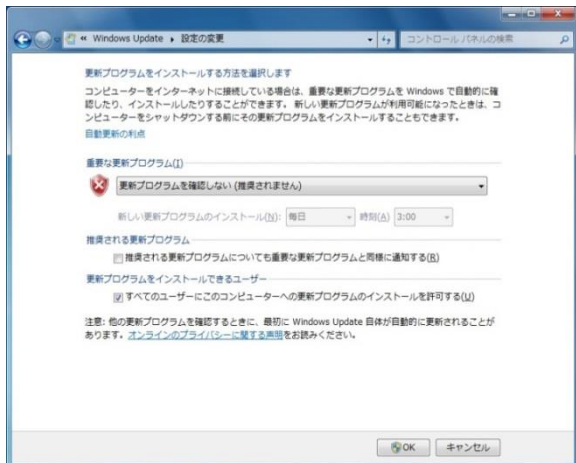 « Windows Update ▸ 設定の変更
コントロール パネルの検索
更新プログラムをインストールする方法を選択します
コンピューターをインターネットに接続している場合は、重要な更新プログラムを Windows で自動的に確
認したり、インストールしたりすることができます。 新しい更新プログラムが利用可能になったときは、コ
ンピューターをシャットダウンする前にその更新プログラムをインストールすることもできます。
自動更新の利点
重要な更新プログラム(I)
更新プログラムを確認しない (推奨されません)
新しい更新プログラムのインストール(N): 毎日 時刻(A) 3:00
推奨される更新プログラム
推奨される更新プログラムについても重要な更新プログラムと同様に通知する(R)
更新プログラムをインストールできるユーザー
すべてのユーザーにこのコンピューターへの更新プログラムのインストールを許可する(U)
注意: 他の更新プログラムを確認するときに、最初に Windows Update 自体が自動的に更新されることが
あります。オンラインのプライバシーに関する声明をお読みください。
OK キャンセル